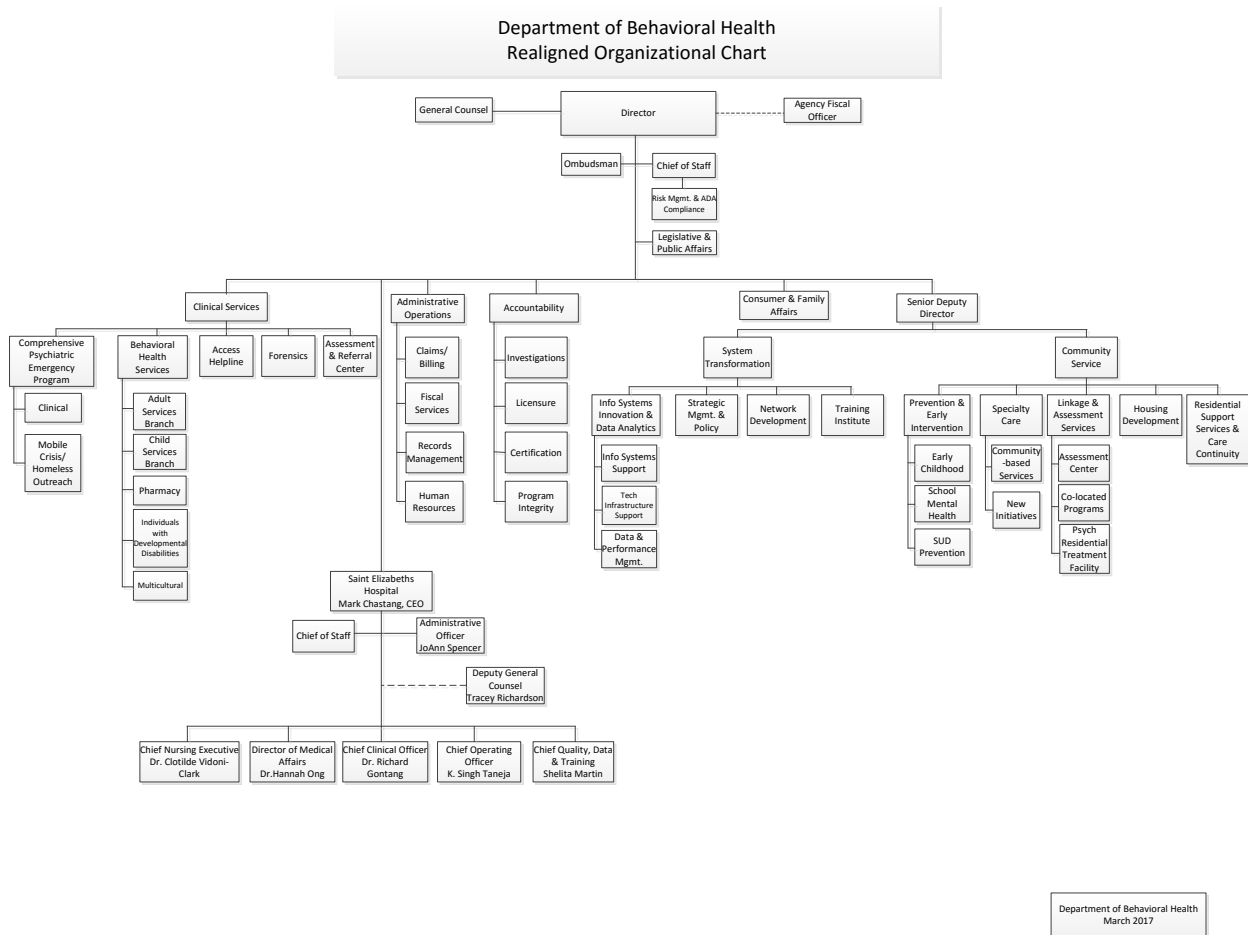 Department of Behavioral Health
Realigned Organizational Chart
General Counsel
Director
Agency Fiscal
Officer
Ombudsman
Chief of Staff
Risk Mgmt. & ADA
Compliance
Legislative &
Public Affairs
Clinical Services
Administrative
Operations
Accountability
Consumer & Family
Affairs
Senior Deputy
Director
Comprehensive
Psychiatric
Emergency
Program
Behavioral
Health
Services
Access
Helpline
Forensics
Assessment
& Referral
Center
Clinical
Mobile
Crisis/
Homeless
Outreach
Adult
Services
Branch
Child
Services
Branch
Pharmacy
Individuals
with
Developmental
Disabilities
Multicultural
Claims/
Billing
Fiscal
Services
Records
Management
Human
Resources
Investigations
Licensure
Certification
Program
Integrity
System
Transformation
Community
Service
Info Systems
Innovation &
Data Analytics
Strategic
Mgmt. &
Policy
Network
Development
Training
Institute
Info Systems
Support
Tech
Infrastructure
Support
Data &
Performance
Mgmt.
Prevention &
Early
Intervention
Specialty
Care
Linkage &
Assessment
Services
Housing
Development
Residential
Support
Services &
Care
Continuity
Early
Childhood
School
Mental
Health
SUD
Prevention
Community
-based
Services
New
Initiatives
Assessment
Center
Co-located
Programs
Psych
Residential
Treatment
Facility
Saint Elizabeths
Hospital
Mark Chastang, CEO
Chief of Staff
Administrative
Officer
JoAnn Spencer
Deputy General
Counsel
Tracey Richardson
Chief Nursing Executive
Dr. Clotilde Vidoni-
Clark
Director of Medical
Affairs
Dr.Hannah Ong
Chief Clinical Officer
Dr. Richard
Gontang
Chief Operating
Officer
K. Singh Taneja
Chief Quality, Data
& Training
Shelita Martin
Department of Behavioral Health
March 2017